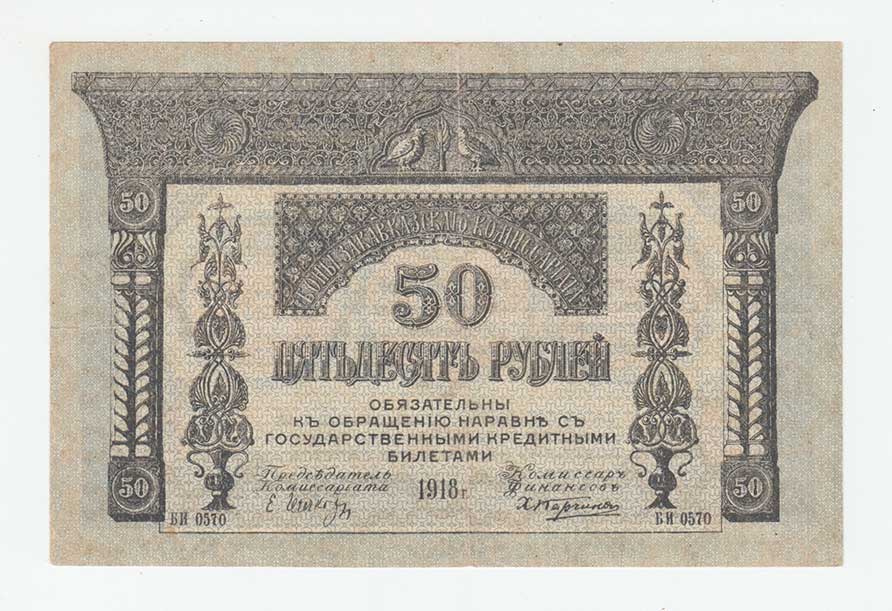 50 50
БОНЫ ЗАКАВКАЗСКАГО КОМИССАРІАТА
50
ПЯТЬДЕСЯТЪ РУБЛЕЙ
ОБЯЗАТЕЛЬНЫ
КЪ ОБРАЩЕНІЮ НАРАВНѢ СЪ
ГОСУДАРСТВЕННЫМИ КРЕДИТНЫМИ
БИЛЕТАМИ
Предсѣдатель Комиссаръ
Комиссаріата 1918 г. Финансовъ
50 50
БИ 0570 БИ 0570